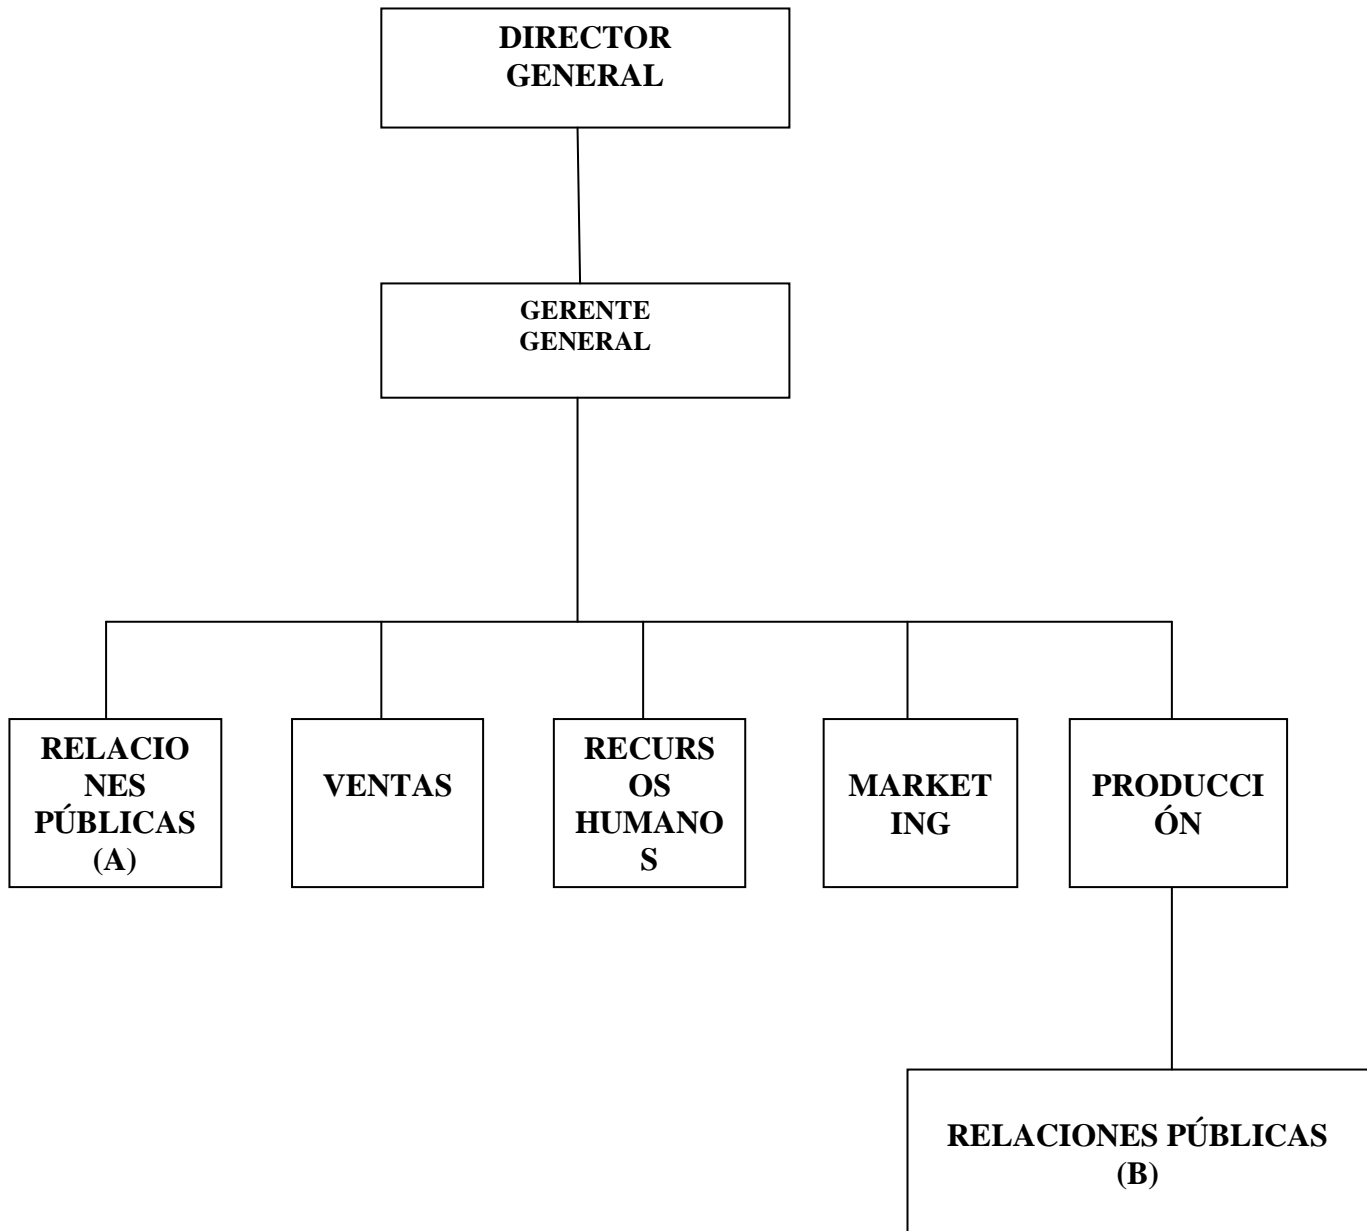 DIRECTOR
GENERAL
GERENTE
GENERAL
RELACIO
NES
PÚBLICAS
(A)
VENTAS
RECURS
OS
HUMANO
S
MARKET
ING
PRODUCCI
ÓN
RELACIONES PÚBLICAS
(B)